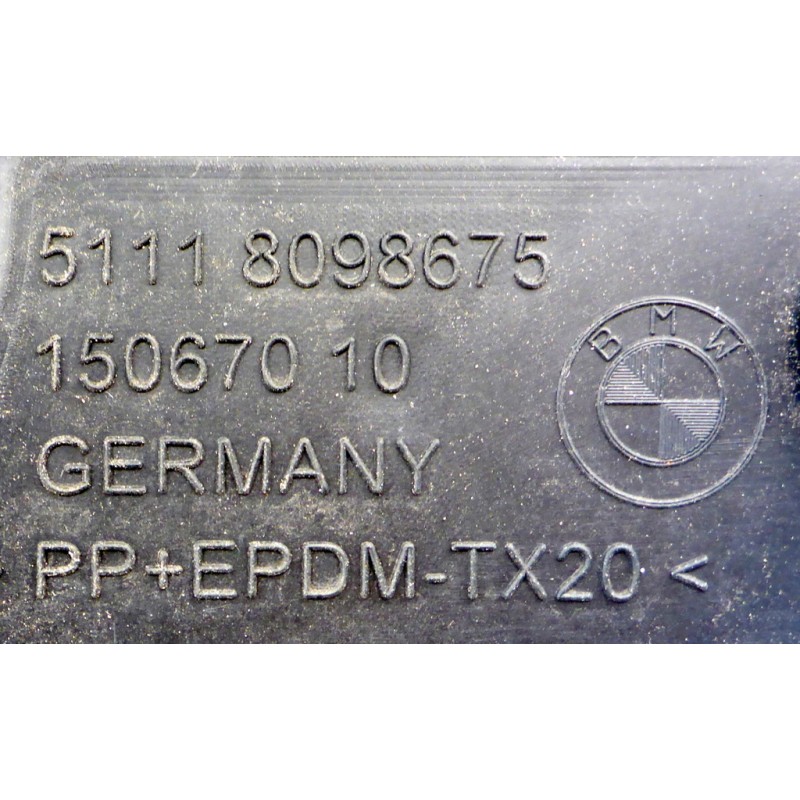 5111 8098675
150670 10
GERMANY
PP+EPDM-TX20 <
BMW